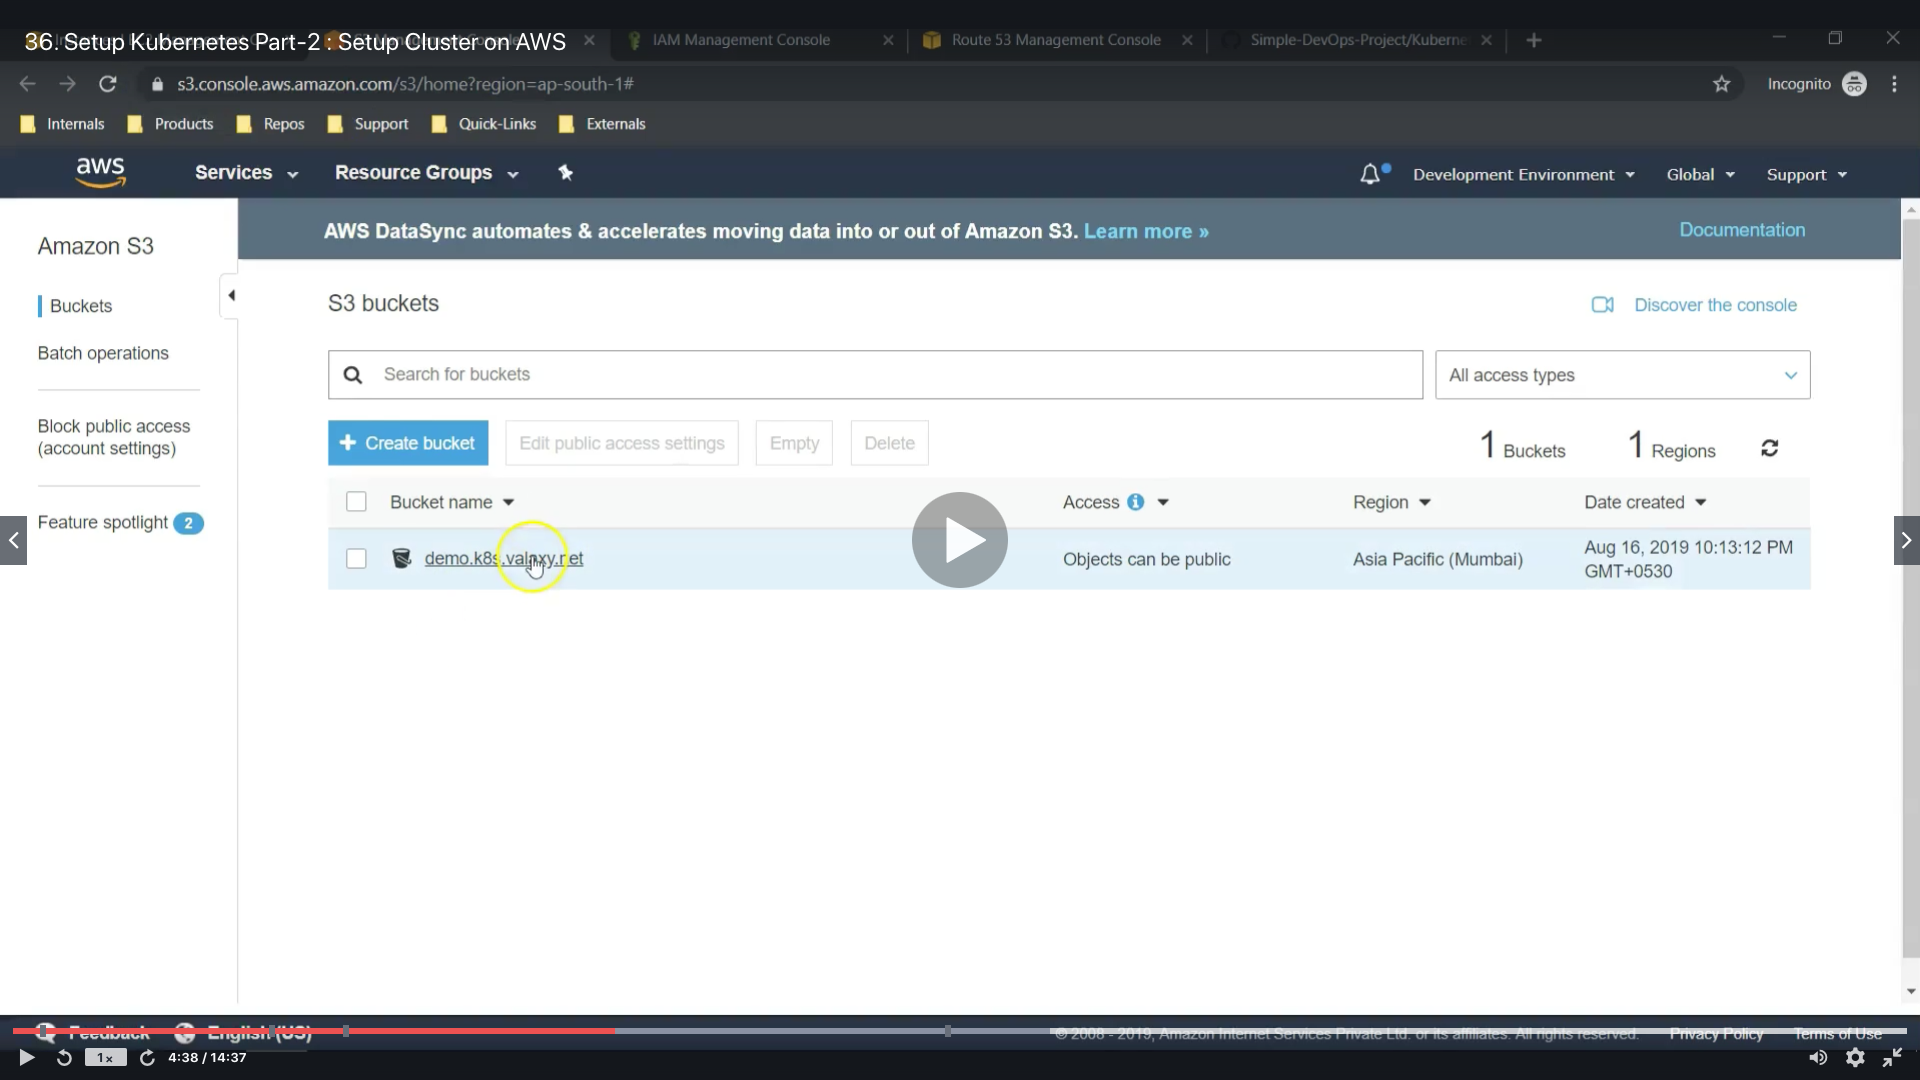 36. Setup Kubernetes Part-2 : Setup Cluster on AWS
IAM Management Console
Route 53 Management Console
Simple-DevOps-Project/Kuberne
s3.console.aws.amazon.com/s3/home?region=ap-south-1#
Incognito
Internals
Products
Repos
Support
Quick-Links
Externals
aws
Services
Resource Groups
Development Environment
Global
Support
Amazon S3
Buckets
Batch operations
Block public access
(account settings)
Feature spotlight 2
AWS DataSync automates & accelerates moving data into or out of Amazon S3. Learn more »
Documentation
S3 buckets
Discover the console
Search for buckets
All access types
+ Create bucket
Edit public access settings
Empty
Delete
1 Buckets
1 Regions
Bucket name
Access
Region
Date created
demo.k8s.valaxy.net
Objects can be public
Asia Pacific (Mumbai)
Aug 16, 2019 10:13:12 PM
GMT+0530
Feedback
English (US)
© 2008 - 2019, Amazon Internet Services Private Ltd. or its affiliates. All rights reserved.
Privacy Policy
Terms of Use
1x
4:38 / 14:37